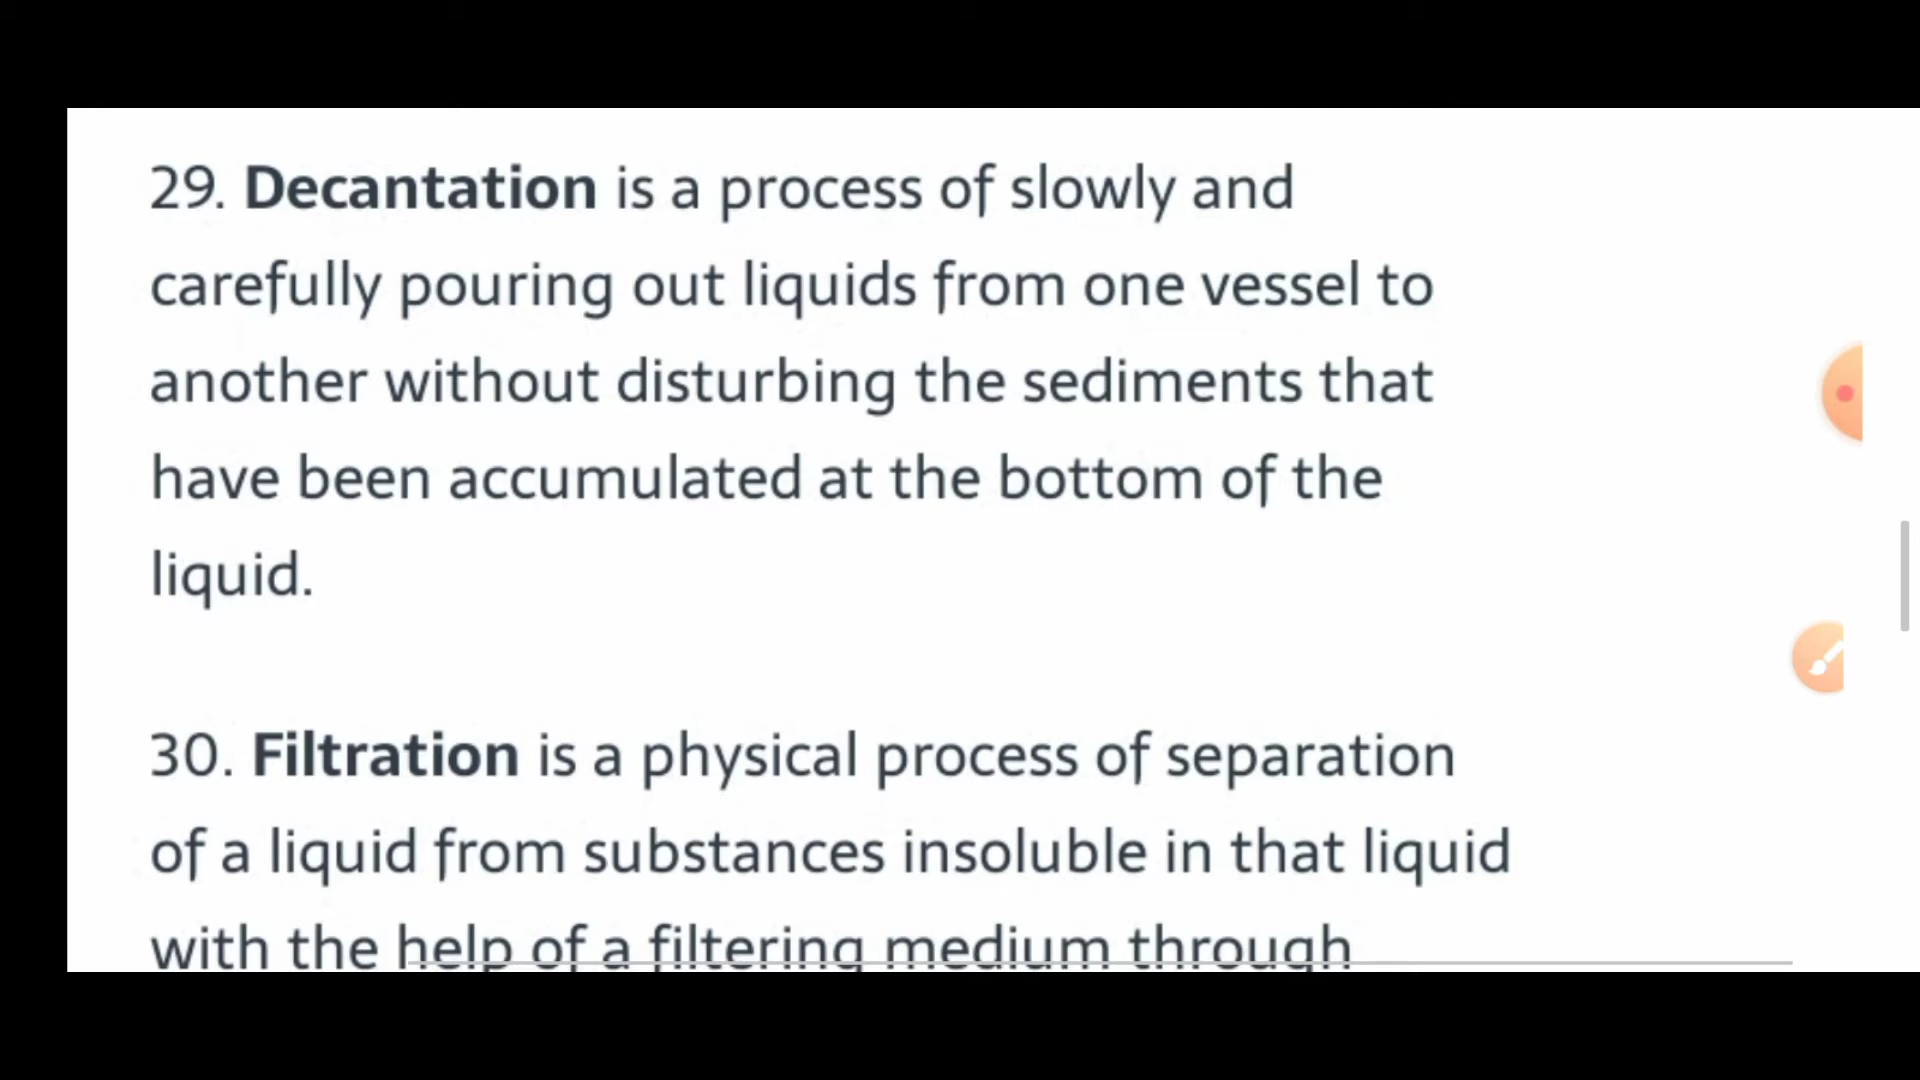 29. Decantation is a process of slowly and
carefully pouring out liquids from one vessel to
another without disturbing the sediments that
have been accumulated at the bottom of the
liquid.
30. Filtration is a physical process of separation
of a liquid from substances insoluble in that liquid
with the help of a filtering medium through